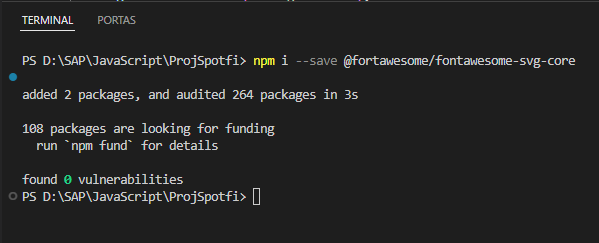 TERMINAL PORTAS
PS D:\SAP\JavaScript\ProjSpotfi> npm i --save @fortawesome/fontawesome-svg-core
added 2 packages, and audited 264 packages in 3s
108 packages are looking for funding
run `npm fund` for details
found 0 vulnerabilities
PS D:\SAP\JavaScript\ProjSpotfi>